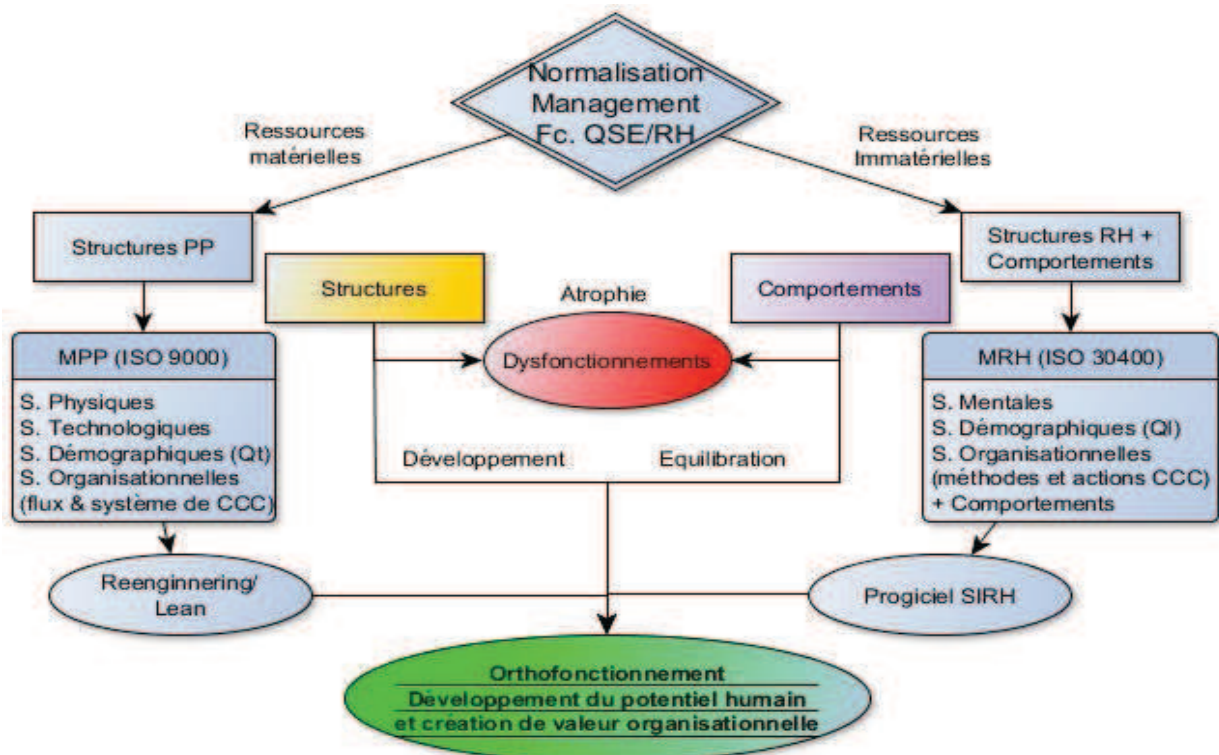 Normalisation
Management
Fc. QSE/RH
Ressources
matérielles
Ressources
Immatérielles
Structures PP
Structures RH +
Comportements
Structures
Comportements
Atrophie
Dysfonctionnements
MPP (ISO 9000)
S. Physiques
S. Technologiques
S. Démographiques (Qt)
S. Organisationnelles
(flux & système de CCC)
MRH (ISO 30400)
S. Mentales
S. Démographiques (Ql)
S. Organisationnelles
(méthodes et actions CCC)
+ Comportements
Développement
Equilibration
Reenginnering/
Lean
Progiciel SIRH
Orthofonctionnement
Développement du potentiel humain
et création de valeur organisationnelle